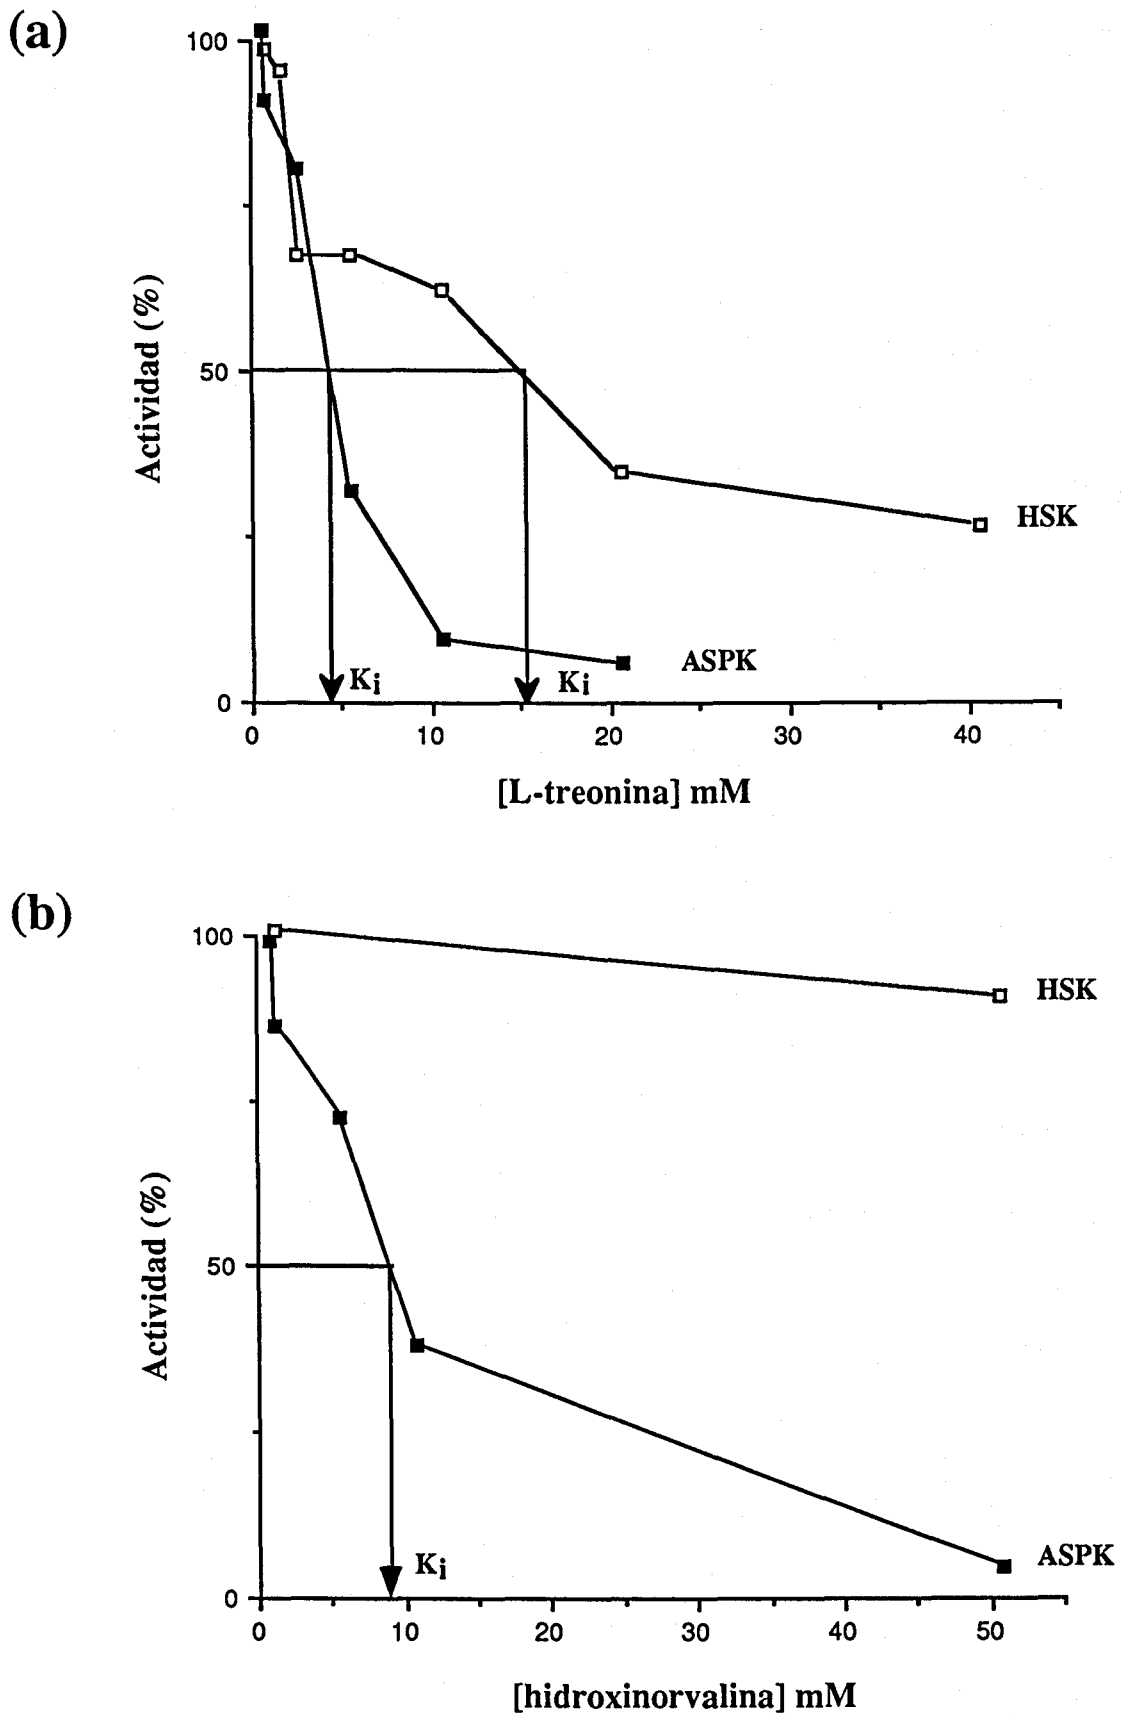 (a)
100
50
0
Actividad (%)
HSK
ASPK
Ki
Ki
0 10 20 30 40
[L-treonina] mM
(b)
100
50
0
Actividad (%)
HSK
ASPK
Ki
0 10 20 30 40 50
[hidroxinorvalina] mM